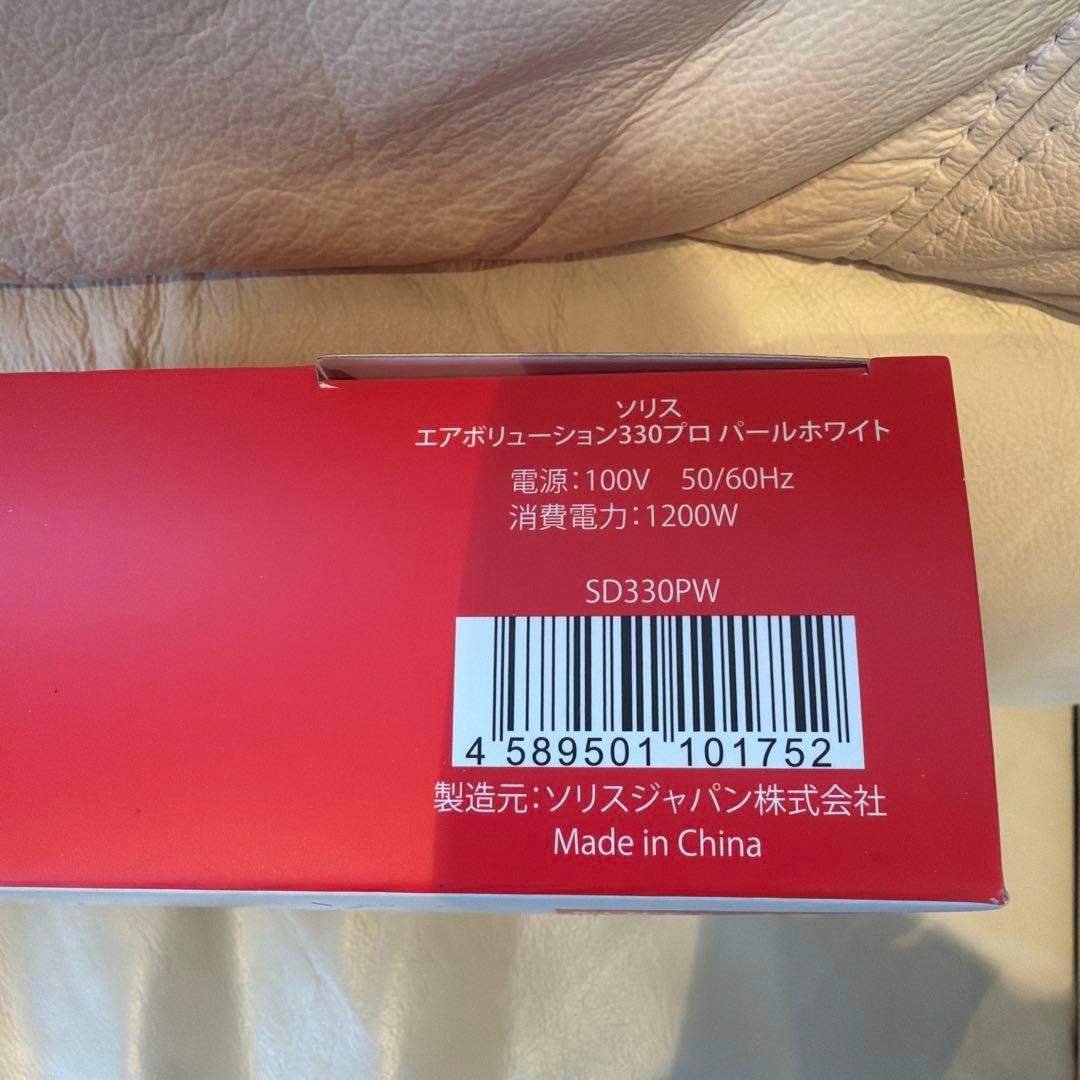 ソリス
エアボリューション330プロ パールホワイト
電源：100V　50/60Hz
消費電力：1200W
SD330PW
4 589501 101752
製造元：ソリスジャパン株式会社
Made in China